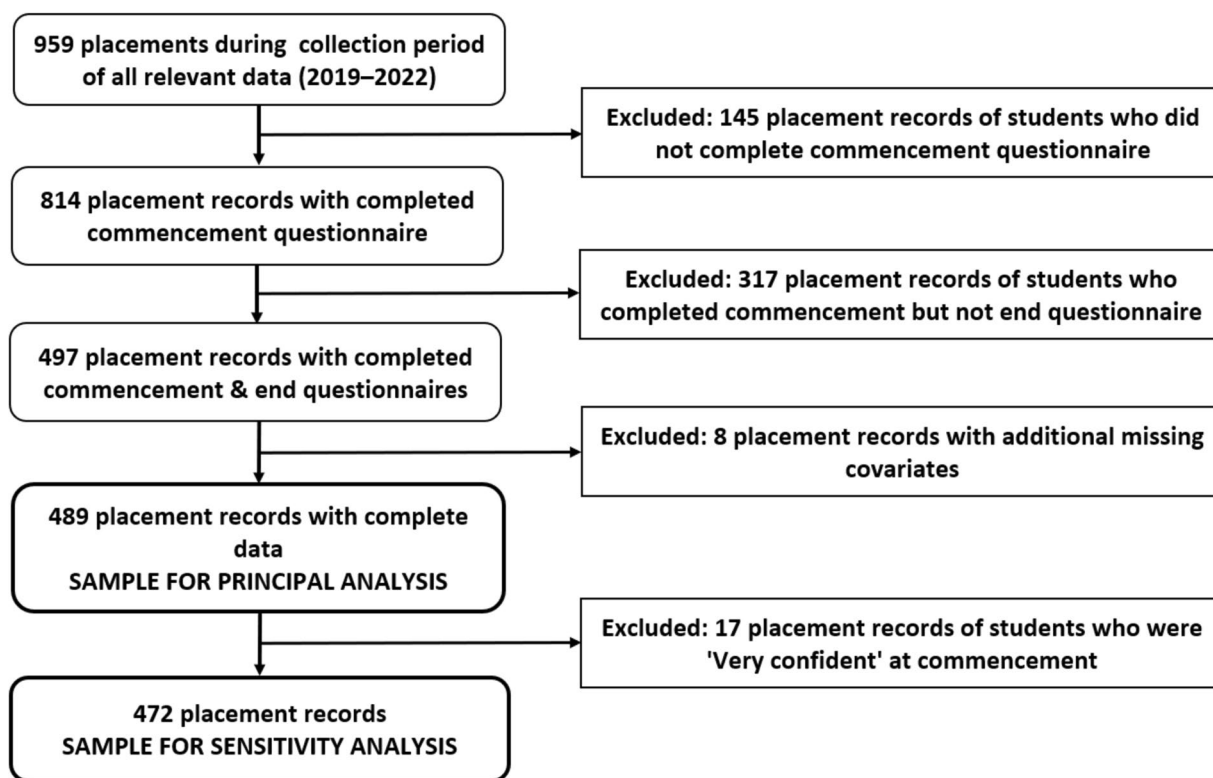 959 placements during collection period
of all relevant data (2019–2022)
Excluded: 145 placement records of students who did
not complete commencement questionnaire
814 placement records with completed
commencement questionnaire
Excluded: 317 placement records of students who
completed commencement but not end questionnaire
497 placement records with completed
commencement & end questionnaires
Excluded: 8 placement records with additional missing
covariates
489 placement records with complete
data
SAMPLE FOR PRINCIPAL ANALYSIS
Excluded: 17 placement records of students who were
'Very confident' at commencement
472 placement records
SAMPLE FOR SENSITIVITY ANALYSIS